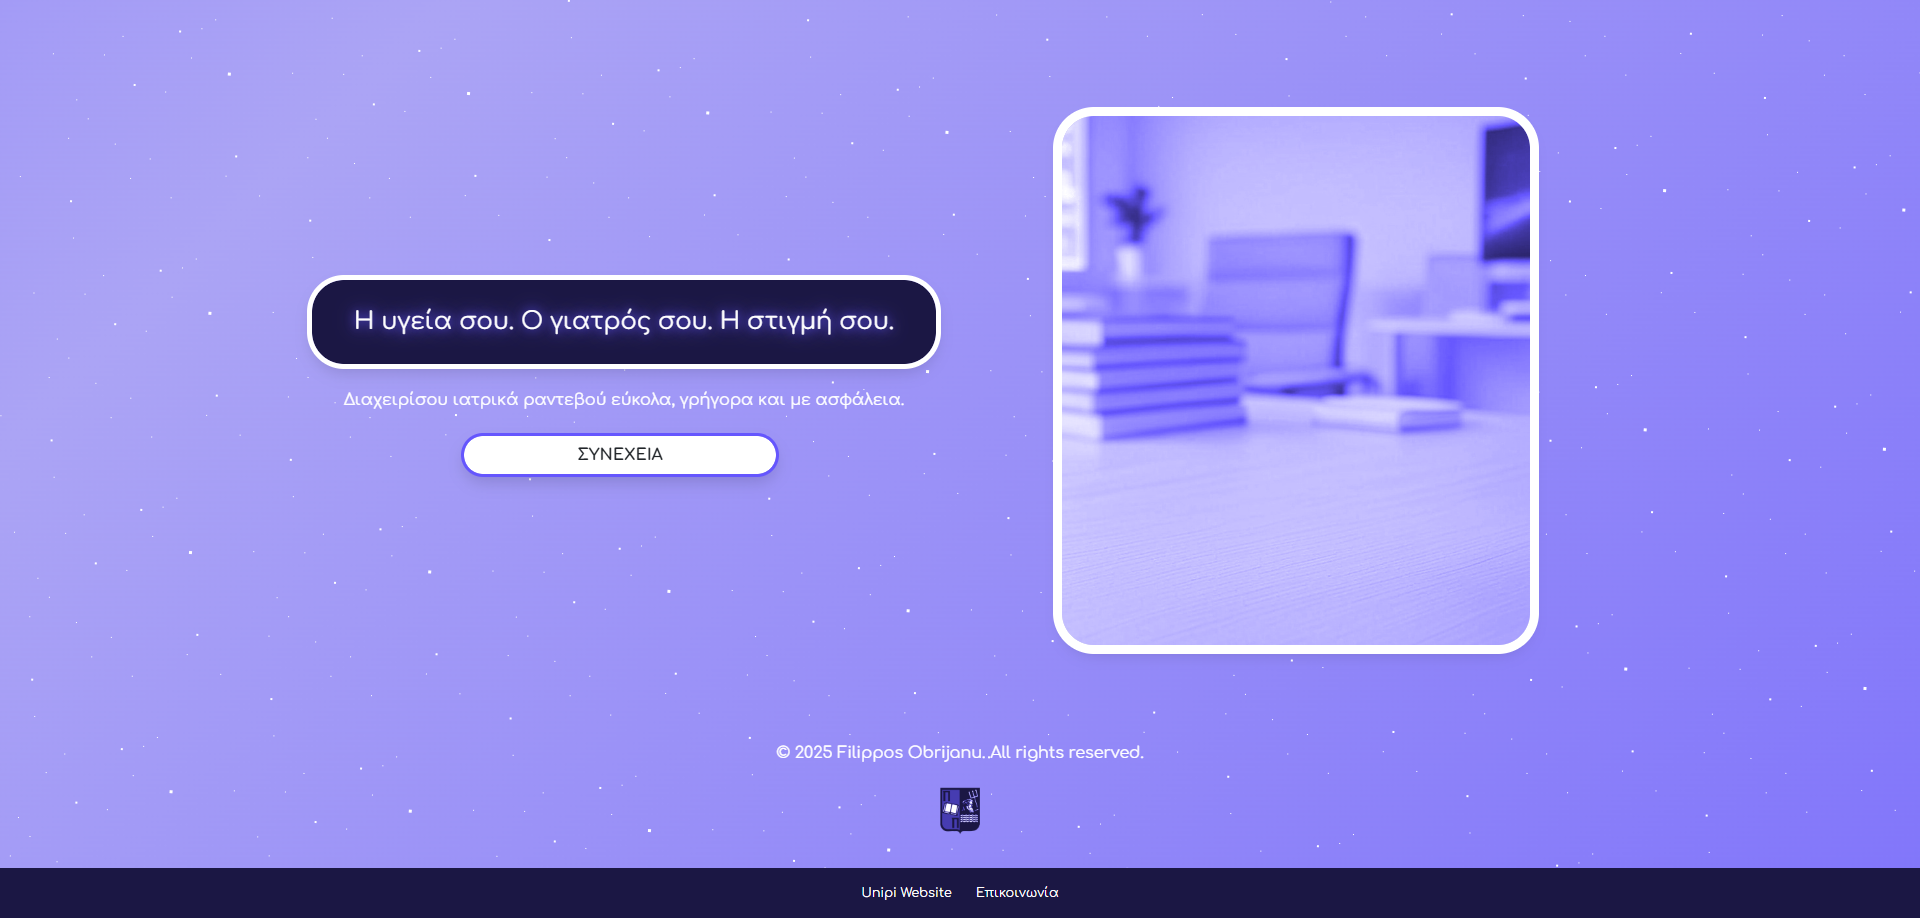 Η υγεία σου. Ο γιατρός σου. Η στιγμή σου.
Διαχειρίσου ιατρικά ραντεβού εύκολα, γρήγορα και με ασφάλεια.
ΣΥΝΕΧΕΙΑ
© 2025 Filippos Obrijanu. All rights reserved.
Unipi Website Επικοινωνία